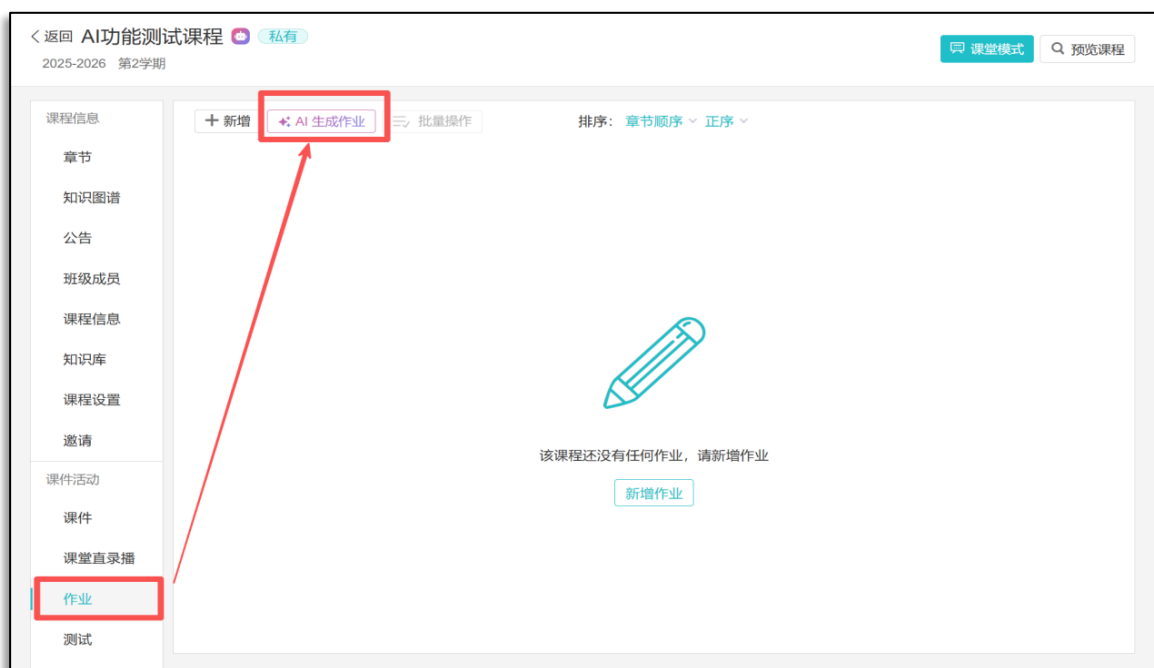 返回 AI功能测试课程 私有
2025-2026 第2学期
课堂模式 预览课程
课程信息
章节
知识图谱
公告
班级成员
课程信息
知识库
课程设置
邀请
课件活动
课件
课堂直录播
作业
测试
新增 AI 生成作业 批量操作 排序： 章节顺序 正序
该课程还没有任何作业，请新增作业
新增作业